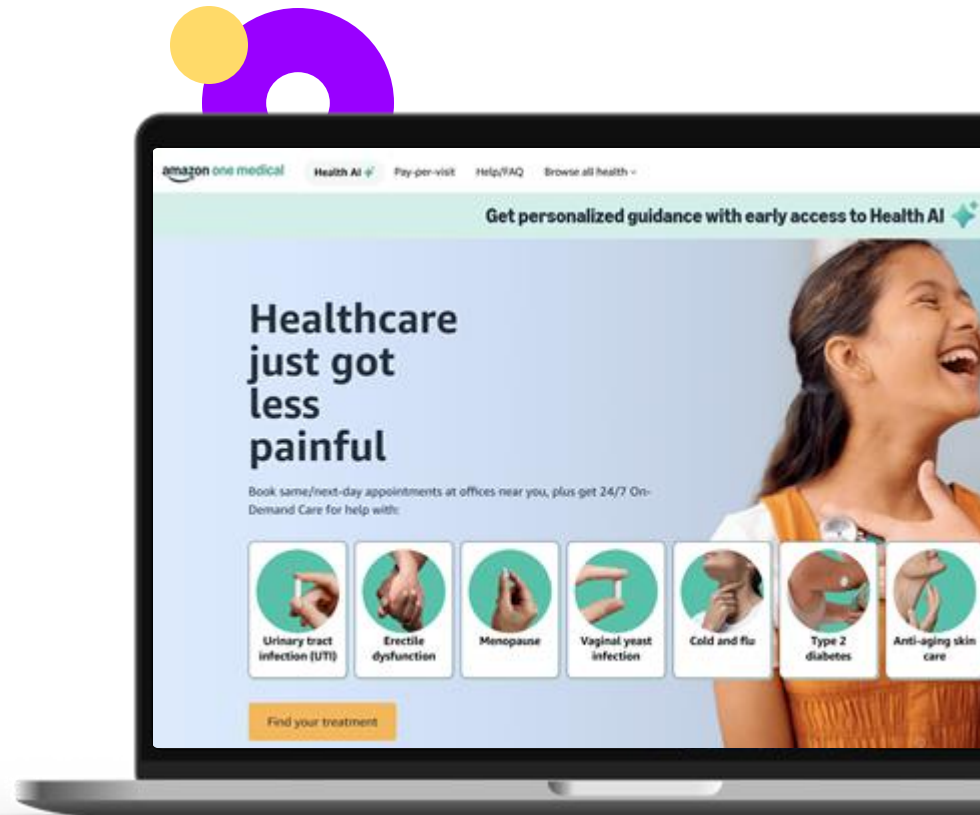 amazon one medical
Health AI
Pay-per-visit
Help/FAQ
Browse all health
Get personalized guidance with early access to Health AI
Healthcare
just got
less
painful
Book same/next-day appointments at offices near you, plus get 24/7 On-
Demand Care for help with:
Urinary tract
infection (UTI)
Erectile
dysfunction
Menopause
Vaginal yeast
infection
Cold and flu
Type 2
diabetes
Anti-aging skin
care
Find your treatment